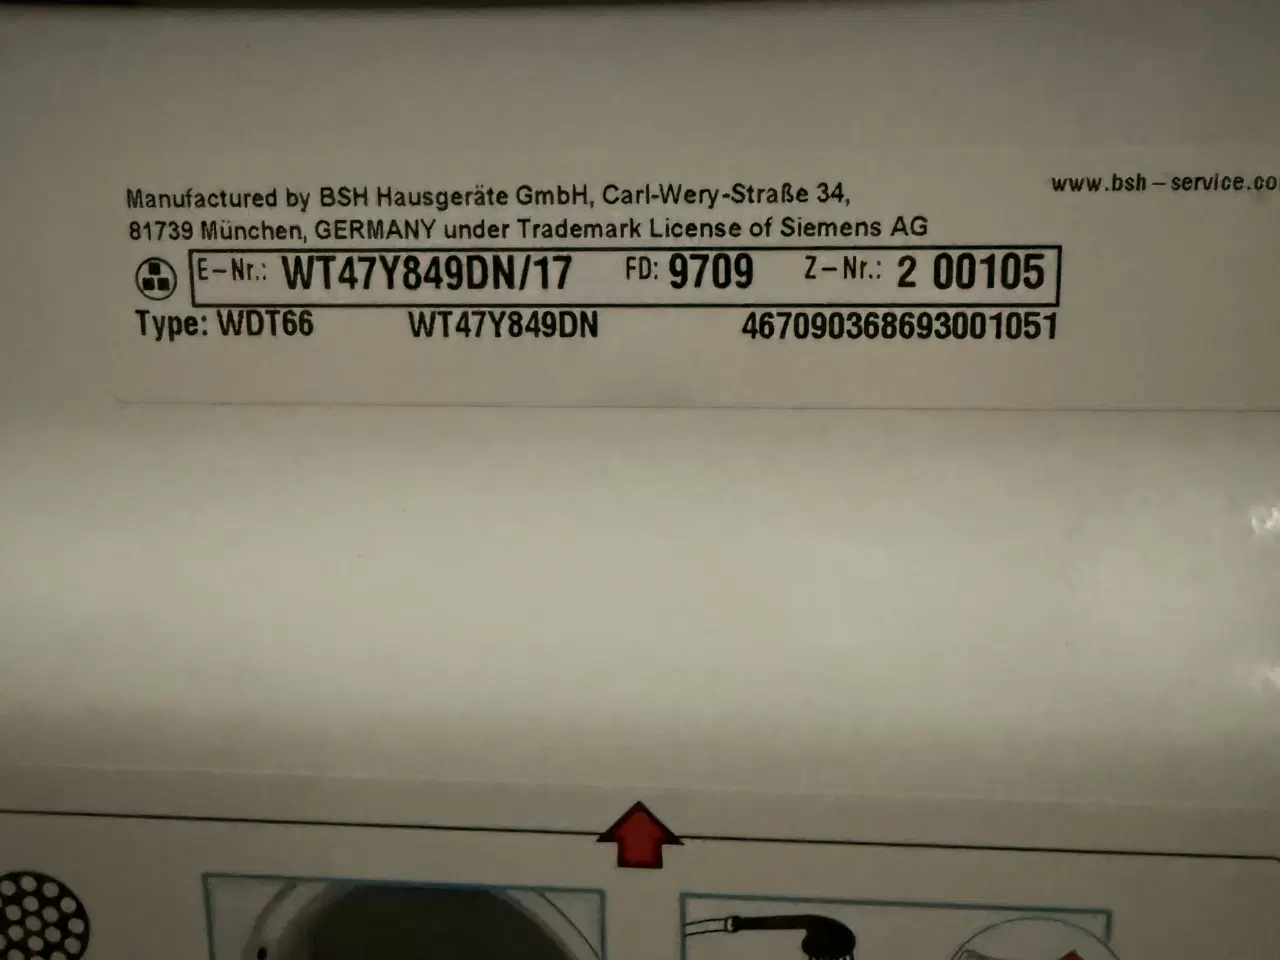 Manufactured by BSH Hausgeräte GmbH, Carl-Wery-Straße 34,
www.bsh-service.co
81739 München, GERMANY under Trademark License of Siemens AG
E-Nr.: WT47Y849DN/17 FD: 9709 Z-Nr.: 2 00105
Type: WDT66 WT47Y849DN 467090368693001051